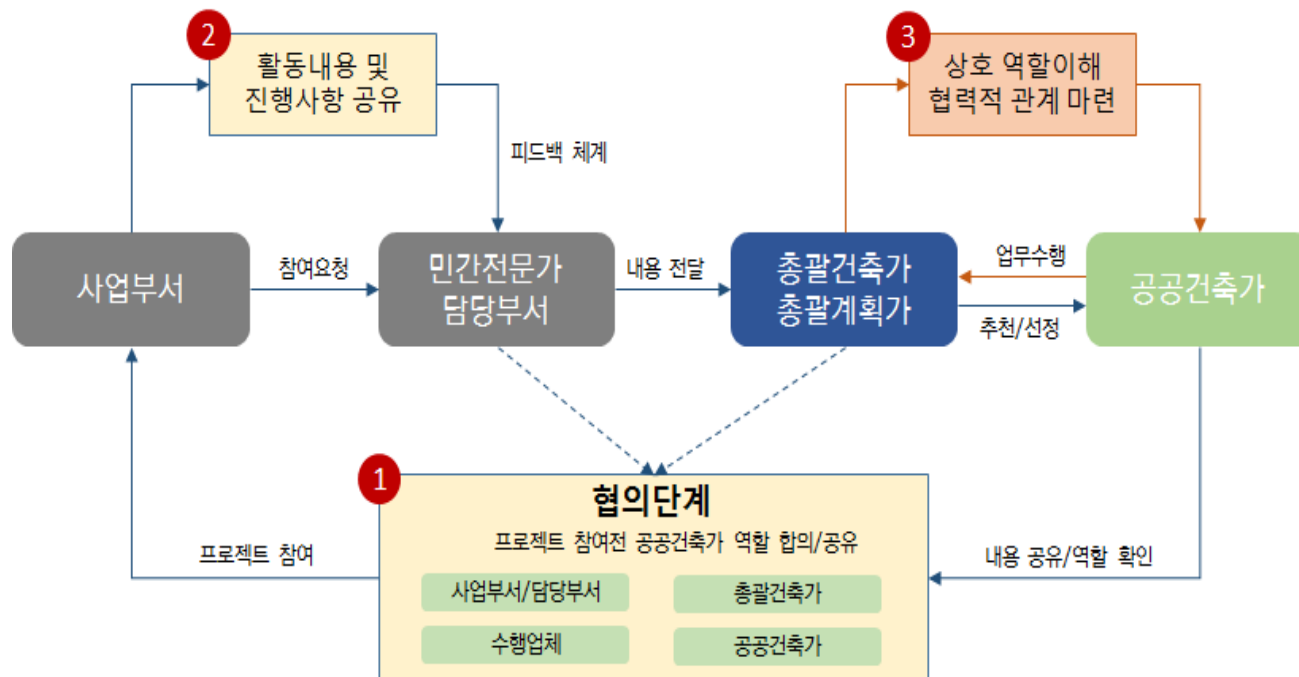 2
활동내용 및
진행사항 공유
3
상호 역할이해
협력적 관계 마련
피드백 체계
사업부서
참여요청
민간전문가
담당부서
내용 전달
총괄건축가
총괄계획가
업무수행
추천/선정
공공건축가
1
협의단계
프로젝트 참여전 공공건축가 역할 합의/공유
프로젝트 참여
내용 공유/역할 확인
사업부서/담당부서
총괄건축가
수행업체
공공건축가